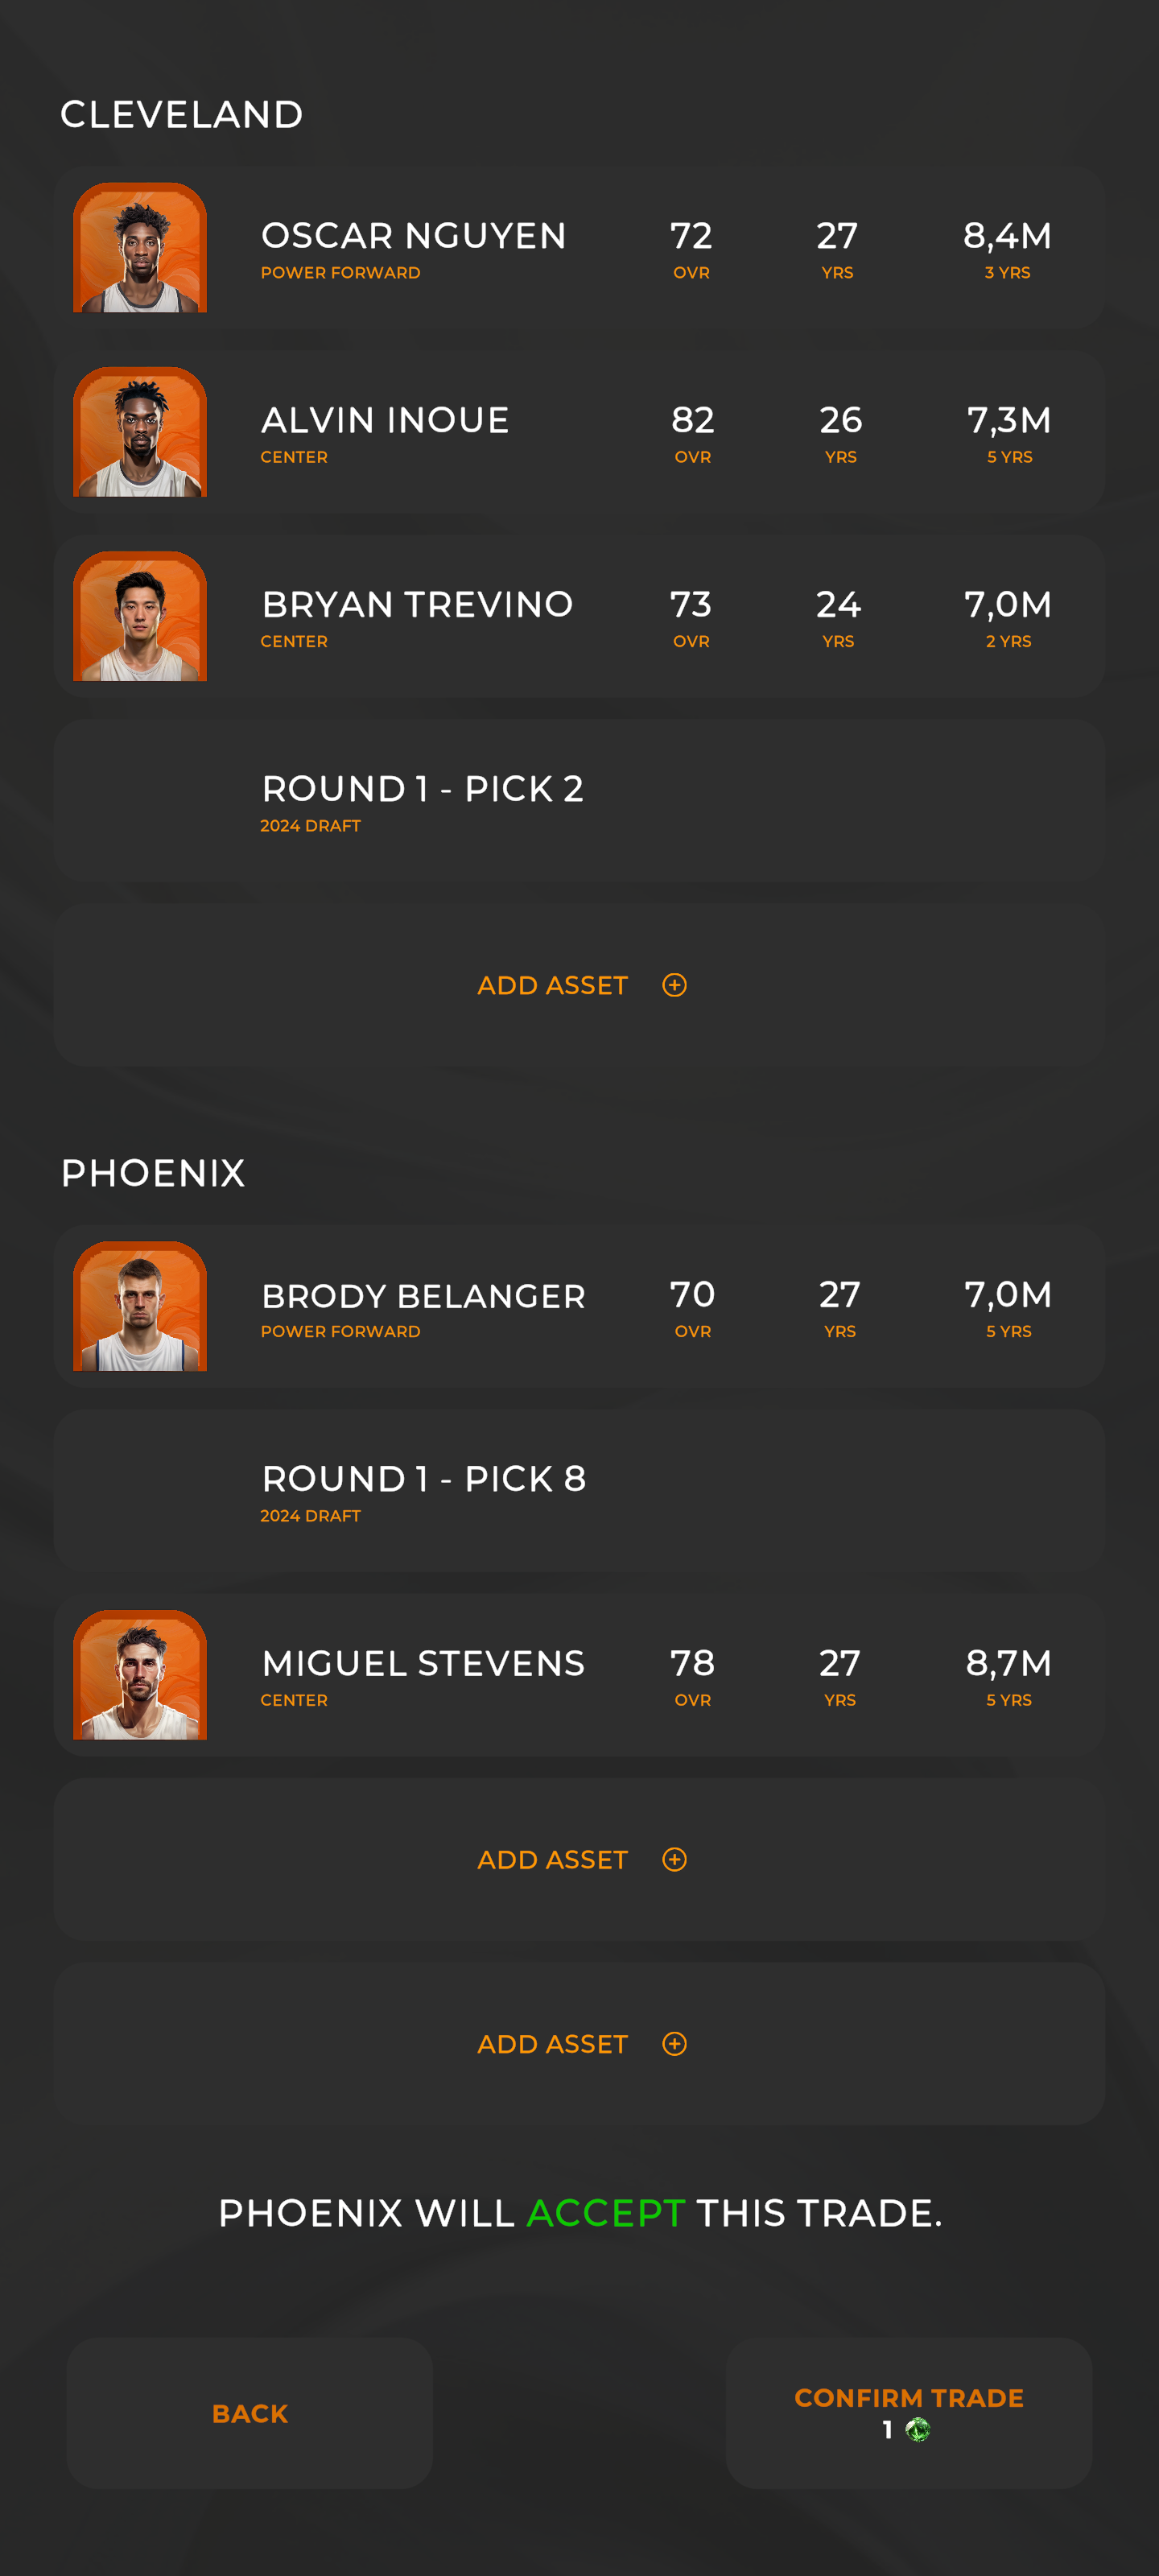 CLEVELAND
OSCAR NGUYEN 72 27 8,4M
POWER FORWARD OVR YRS 3 YRS
ALVIN INOUE 82 26 7,3M
CENTER OVR YRS 5 YRS
BRYAN TREVINO 73 24 7,0M
CENTER OVR YRS 2 YRS
ROUND 1 - PICK 2
2024 DRAFT
ADD ASSET
PHOENIX
BRODY BELANGER 70 27 7,0M
POWER FORWARD OVR YRS 5 YRS
ROUND 1 - PICK 8
2024 DRAFT
MIGUEL STEVENS 78 27 8,7M
CENTER OVR YRS 5 YRS
ADD ASSET
ADD ASSET
PHOENIX WILL ACCEPT THIS TRADE.
BACK
CONFIRM TRADE
1